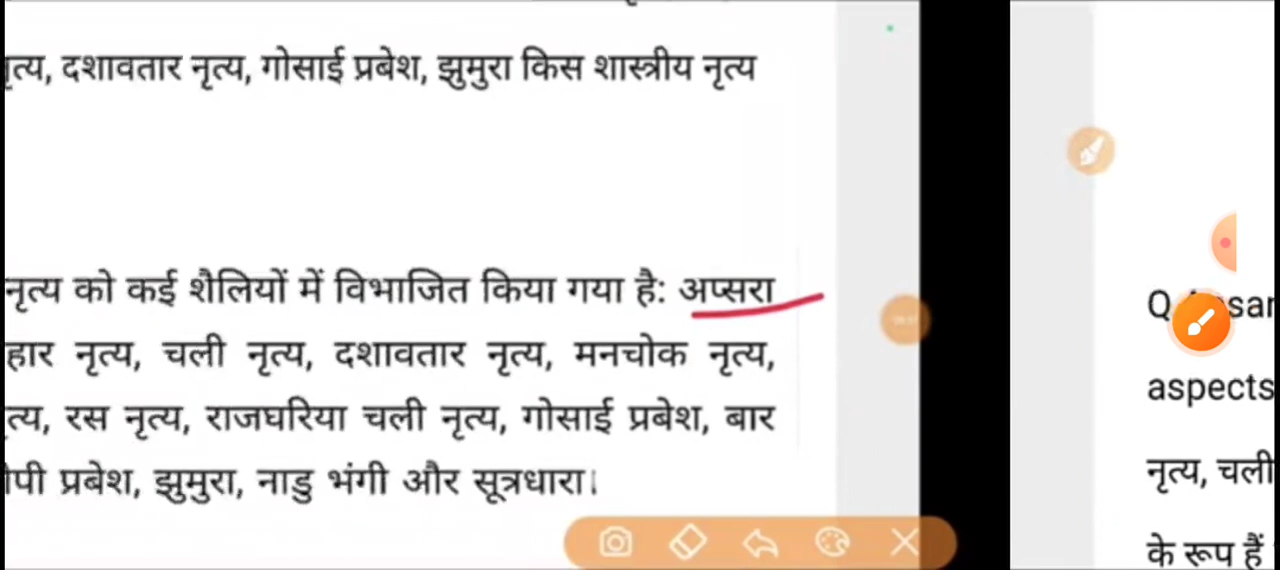 नृत्य, दशावतार नृत्य, गोसाई प्रबेश, झुमुरा किस शास्त्रीय नृत्य
नृत्य को कई शैलियों में विभाजित किया गया है: अप्सरा
हार नृत्य, चली नृत्य, दशावतार नृत्य, मनचोक नृत्य,
रस नृत्य, राजघरिया चली नृत्य, गोसाई प्रबेश, बार
प्रबेश, झुमुरा, नाडु भंगी और सूत्रधारा।
Q
aspects
नृत्य, चली
के रूप हैं